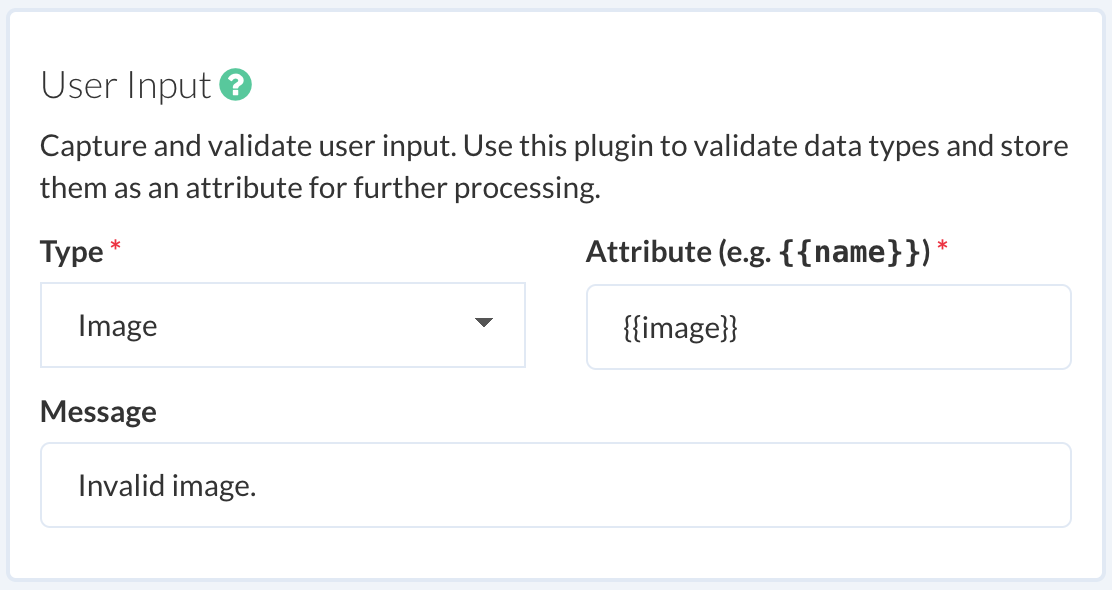 User Input ?
Capture and validate user input. Use this plugin to validate data types and store
them as an attribute for further processing.
Type * Attribute (e.g. {{name}}) *
Image {{image}}
Message
Invalid image.